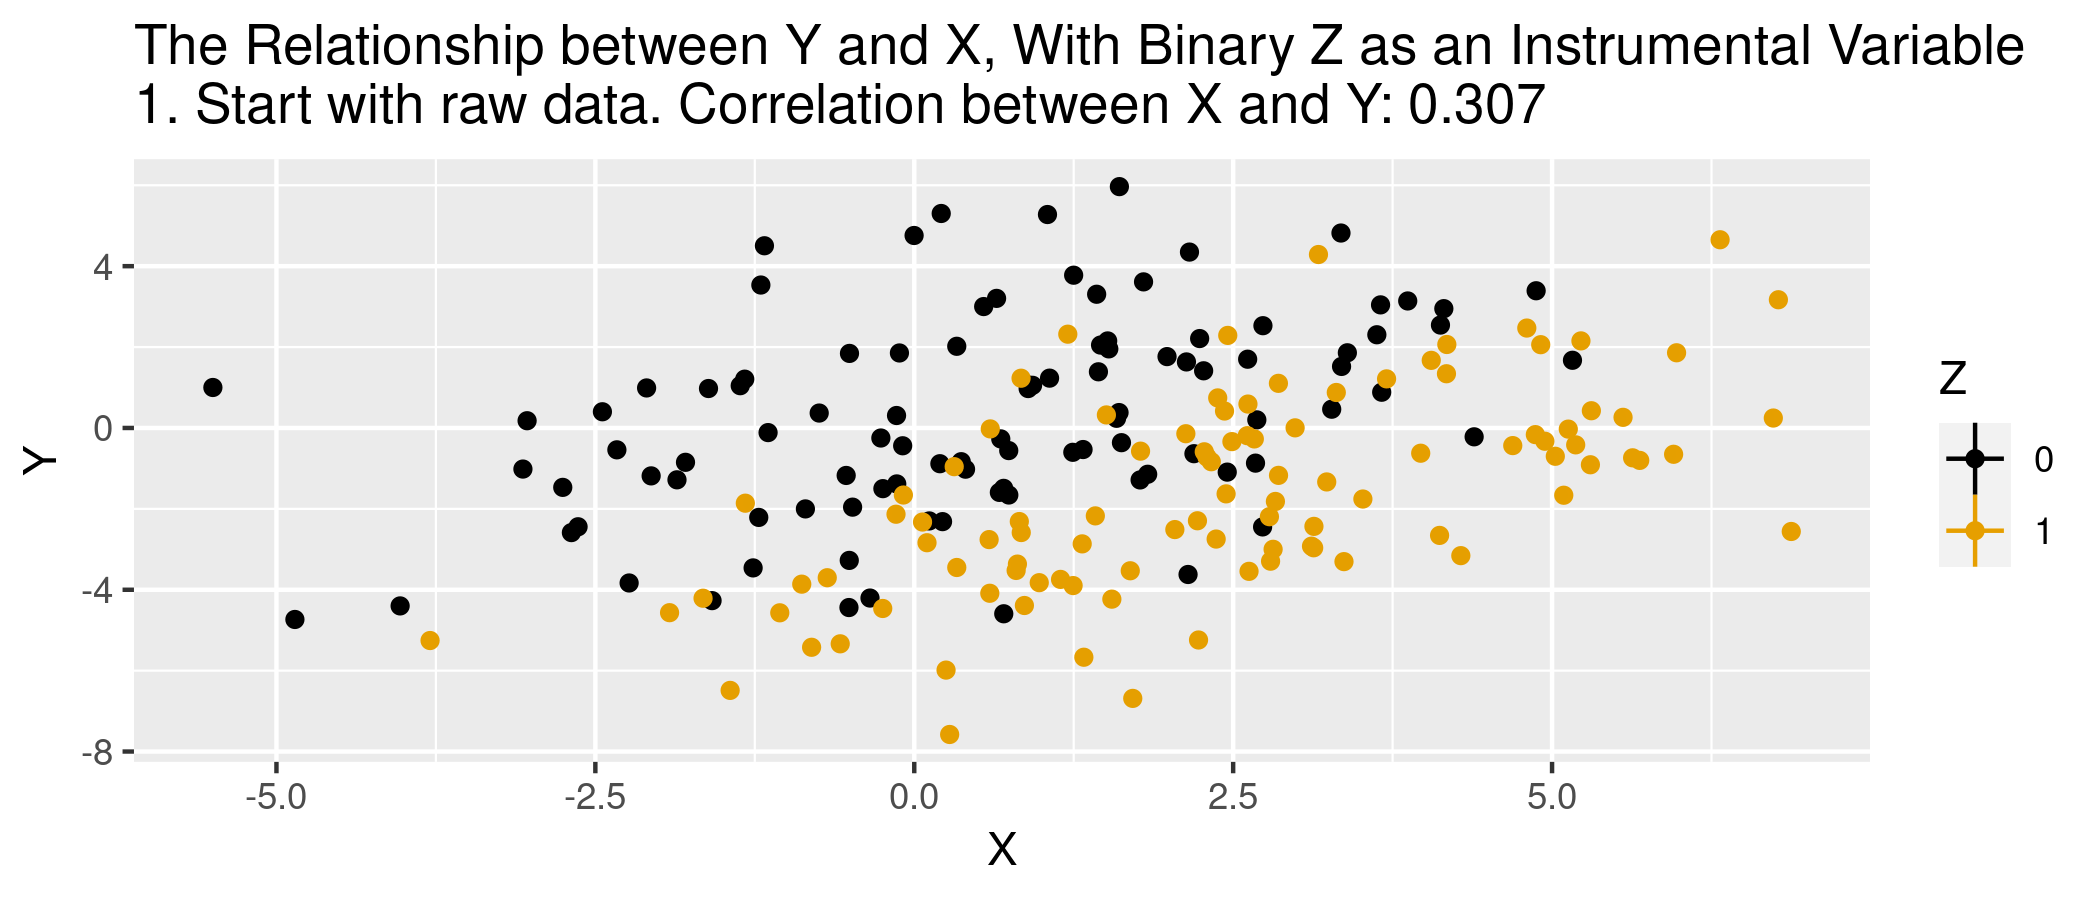 The Relationship between Y and X, With Binary Z as an Instrumental Variable
1. Start with raw data. Correlation between X and Y: 0.307
4
0
-4
-8
Y
-5.0
-2.5
0.0
2.5
5.0
X
Z
0
1